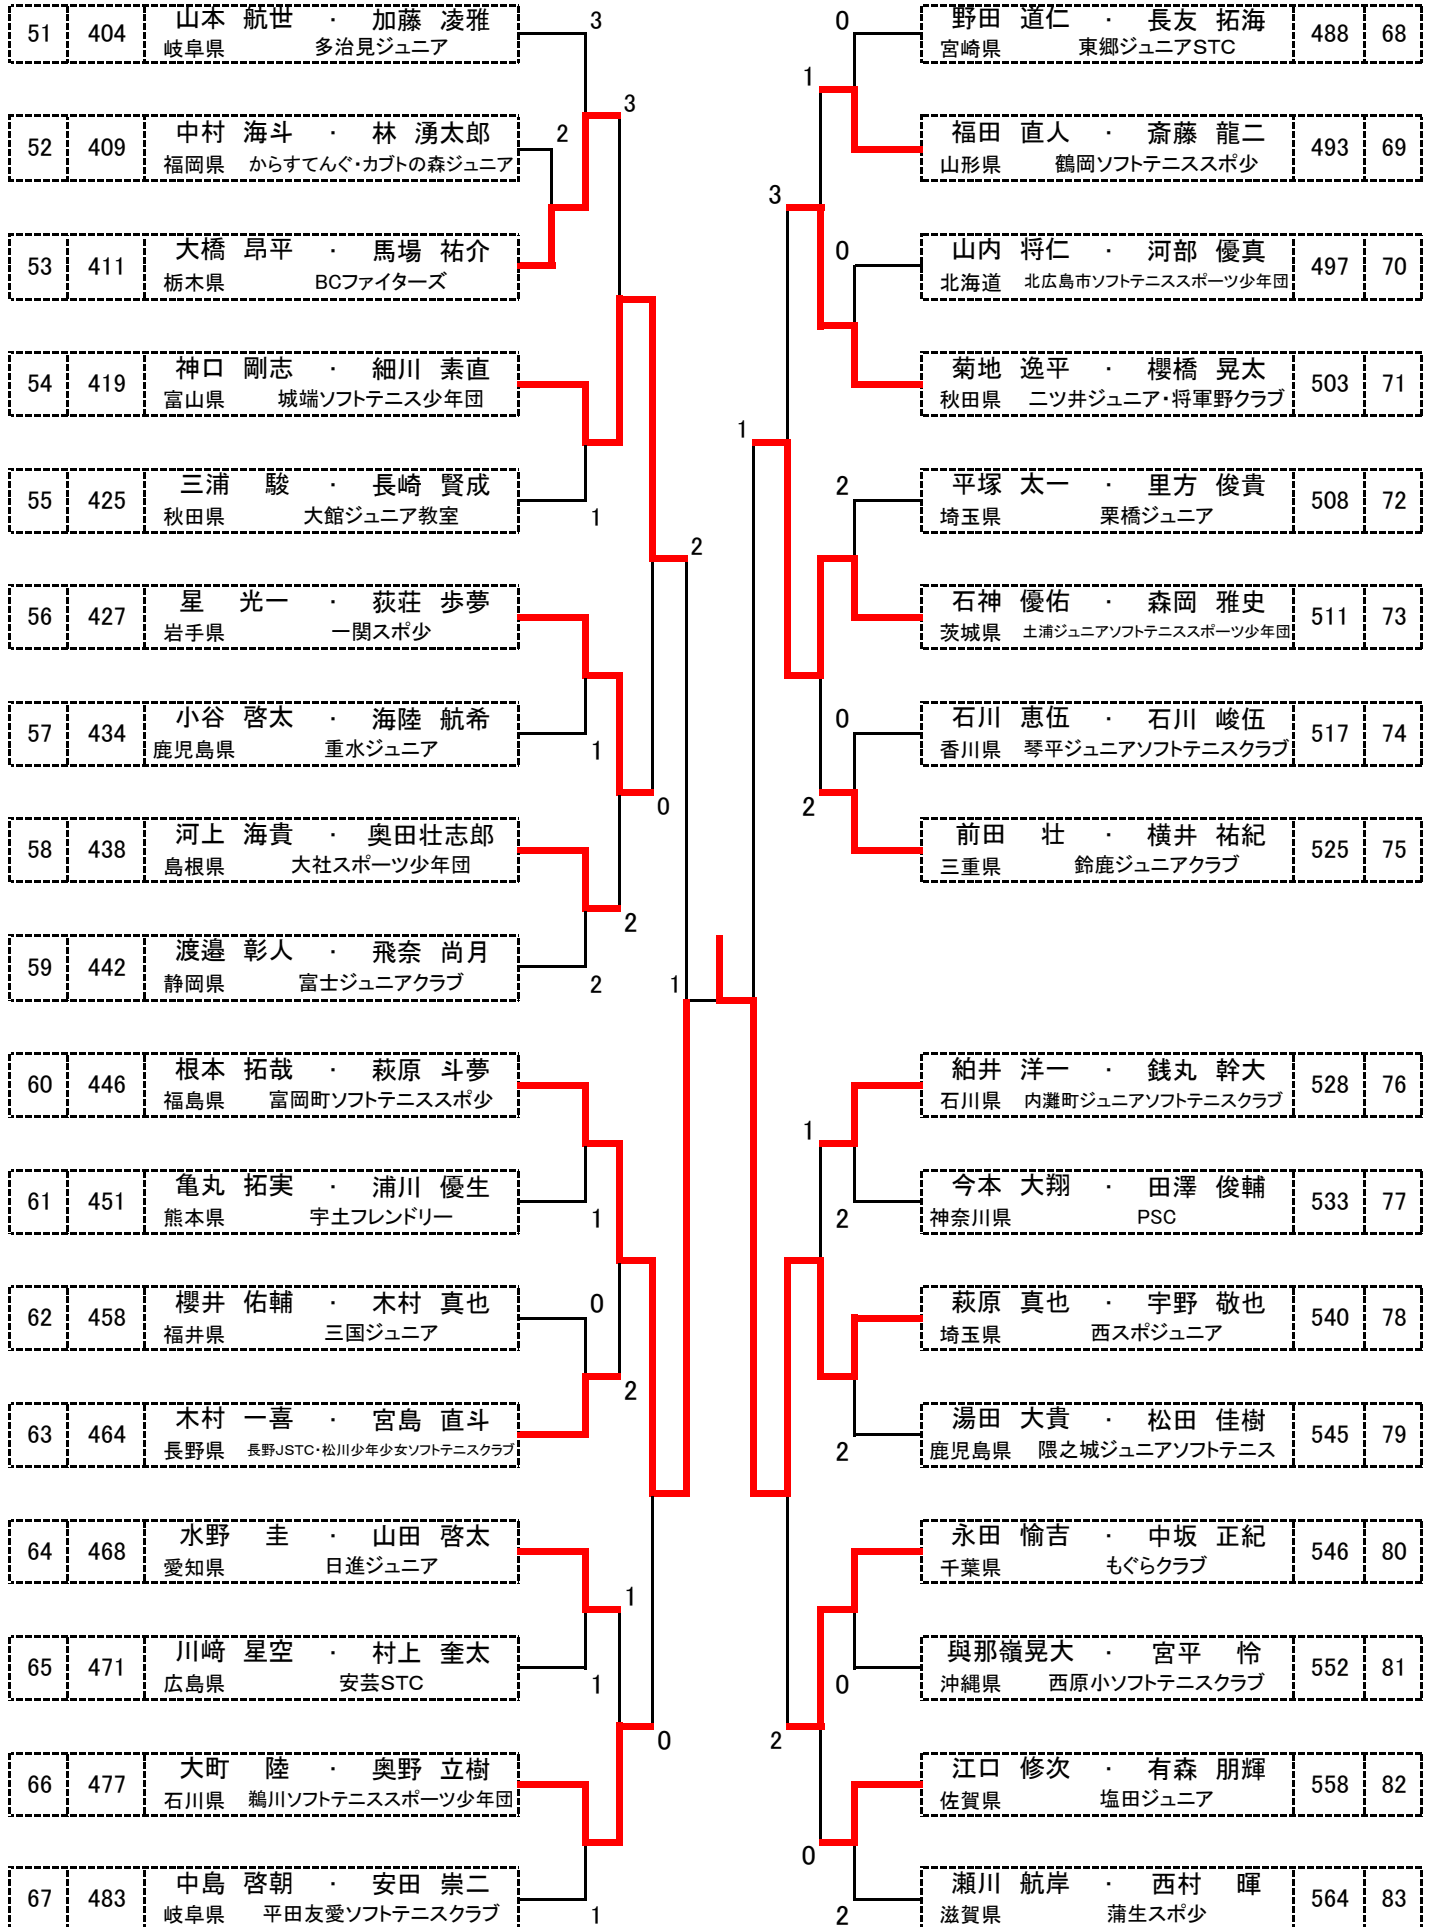 51 404 山本 航世 ・ 加藤 凌雅
岐阜県 多治見ジュニア
3
52 409 中村 海斗 ・ 林 湧太郎
福岡県 からすてんぐ・カブトの森ジュニア
2
3
53 411 大橋 昂平 ・ 馬場 祐介
栃木県 BCファイターズ
54 419 神口 剛志 ・ 細川 素直
富山県 城端ソフトテニス少年団
55 425 三浦 駿 ・ 長崎 賢成
秋田県 大館ジュニア教室
1
2
56 427 星 光一 ・ 荻荘 歩夢
岩手県 一関スポ少
57 434 小谷 啓太 ・ 海陸 航希
鹿児島県 重水ジュニア
1
0
58 438 河上 海貴 ・ 奥田壮志郎
島根県 大社スポーツ少年団
2
59 442 渡邉 彰人 ・ 飛奈 尚月
静岡県 富士ジュニアクラブ
2
1
60 446 根本 拓哉 ・ 萩原 斗夢
福島県 富岡町ソフトテニススポ少
61 451 亀丸 拓実 ・ 浦川 優生
熊本県 宇土フレンドリー
1
62 458 櫻井 佑輔 ・ 木村 真也
福井県 三国ジュニア
0
2
63 464 木村 一喜 ・ 宮島 直斗
長野県 長野JSTC・松川少年少女ソフトテニスクラブ
64 468 水野 圭 ・ 山田 啓太
愛知県 日進ジュニア
1
65 471 川﨑 星空 ・ 村上 奎太
広島県 安芸STC
1
0
66 477 大町 陸 ・ 奥野 立樹
石川県 鵜川ソフトテニススポーツ少年団
67 483 中島 啓朝 ・ 安田 崇二
岐阜県 平田友愛ソフトテニスクラブ
1
0
野田 道仁 ・ 長友 拓海 488 68
宮崎県 東郷ジュニアSTC
1
福田 直人 ・ 斎藤 龍二 493 69
山形県 鶴岡ソフトテニススポ少
3
0
山内 将仁 ・ 河部 優真 497 70
北海道 北広島市ソフトテニススポーツ少年団
菊地 逸平 ・ 櫻橋 晃太 503 71
秋田県 二ツ井ジュニア・将軍野クラブ
1
2
平塚 太一 ・ 里方 俊貴 508 72
埼玉県 栗橋ジュニア
石神 優佑 ・ 森岡 雅史 511 73
茨城県 土浦ジュニアソフトテニススポーツ少年団
0
石川 恵伍 ・ 石川 峻伍 517 74
香川県 琴平ジュニアソフトテニスクラブ
2
前田 壮 ・ 横井 祐紀 525 75
三重県 鈴鹿ジュニアクラブ
絈井 洋一 ・ 銭丸 幹大 528 76
石川県 内灘町ジュニアソフトテニスクラブ
1
今本 大翔 ・ 田澤 俊輔 533 77
神奈川県 PSC
2
萩原 真也 ・ 宇野 敬也 540 78
埼玉県 西スポジュニア
湯田 大貴 ・ 松田 佳樹 545 79
鹿児島県 隈之城ジュニアソフトテニス
2
永田 愉吉 ・ 中坂 正紀 546 80
千葉県 もぐらクラブ
與那嶺晃大 ・ 宮平 怜 552 81
沖縄県 西原小ソフトテニスクラブ
0
2
江口 修次 ・ 有森 朋輝 558 82
佐賀県 塩田ジュニア
0
瀬川 航岸 ・ 西村 暉 564 83
滋賀県 蒲生スポ少
2